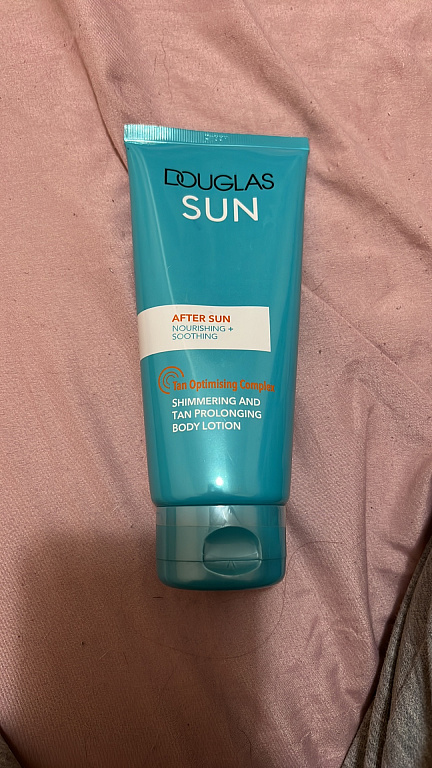 DOUGLAS
SUN
AFTER SUN
NOURISHING +
SOOTHING
Tan Optimising Complex
SHIMMERING AND
TAN PROLONGING
BODY LOTION